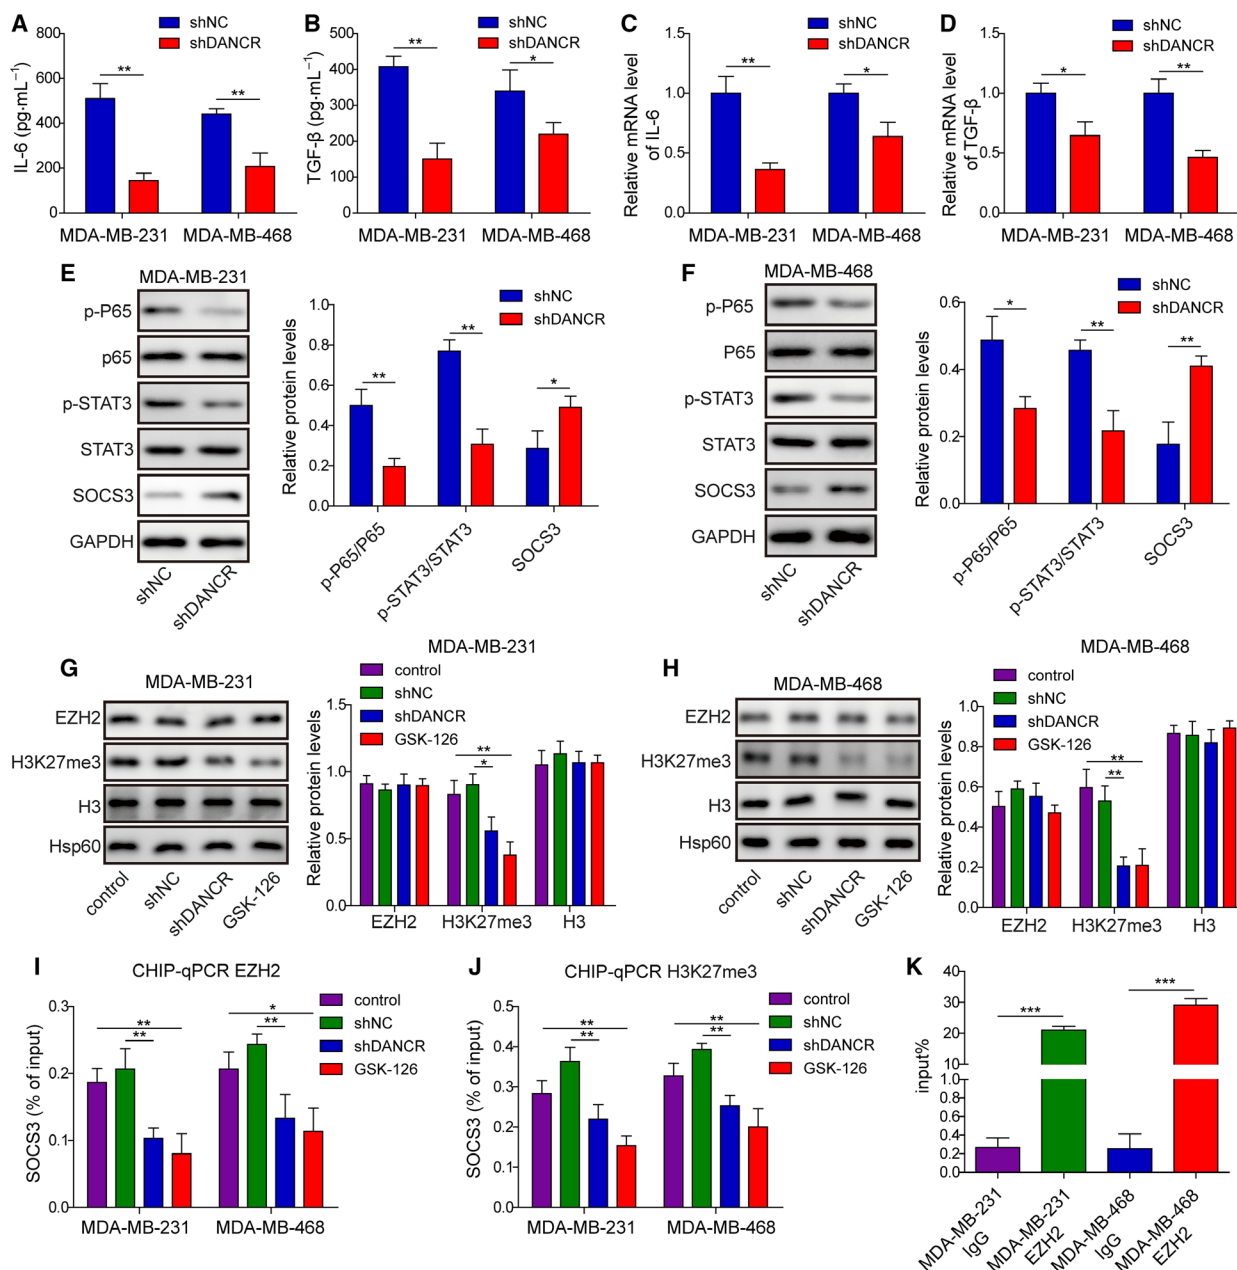 A
shNC
shDANCR
IL-6 (pg·mL⁻¹)
800
600
400
200
0
**
**
MDA-MB-231
MDA-MB-468
B
shNC
shDANCR
TGF-β (pg·mL⁻¹)
500
400
300
200
100
0
**
*
MDA-MB-231
MDA-MB-468
C
shNC
shDANCR
Relative mRNA level
of IL-6
1.5
1.0
0.5
0.0
**
*
MDA-MB-231
MDA-MB-468
D
shNC
shDANCR
Relative mRNA level
of TGF-β
1.5
1.0
0.5
0.0
*
**
MDA-MB-231
MDA-MB-468
E
MDA-MB-231
p-P65
p65
p-STAT3
STAT3
SOCS3
GAPDH
shNC
shDANCR
Relative protein levels
1.0
0.8
0.6
0.4
0.2
0.0
shNC
shDANCR
**
**
*
p-P65/P65
p-STAT3/STAT3
SOCS3
F
MDA-MB-468
p-P65
P65
p-STAT3
STAT3
SOCS3
GAPDH
shNC
shDANCR
Relative protein levels
0.6
0.4
0.2
0.0
shNC
shDANCR
*
**
**
p-P65/P65
p-STAT3/STAT3
SOCS3
G
MDA-MB-231
EZH2
H3K27me3
H3
Hsp60
control
shNC
shDANCR
GSK-126
MDA-MB-231
control
shNC
shDANCR
GSK-126
Relative protein levels
1.5
1.0
0.5
0.0
**
*
EZH2
H3K27me3
H3
H
MDA-MB-468
EZH2
H3K27me3
H3
Hsp60
control
shNC
shDANCR
GSK-126
MDA-MB-468
control
shNC
shDANCR
GSK-126
Relative protein levels
1.0
0.8
0.6
0.4
0.2
0.0
**
**
EZH2
H3K27me3
H3
I
CHIP-qPCR EZH2
SOCS3 (% of input)
0.3
0.2
0.1
0.0
**
**
*
**
control
shNC
shDANCR
GSK-126
MDA-MB-231
MDA-MB-468
J
CHIP-qPCR H3K27me3
SOCS3 (% of input)
0.5
0.4
0.3
0.2
0.1
0.0
**
**
**
**
control
shNC
shDANCR
GSK-126
MDA-MB-231
MDA-MB-468
K
input%
40
30
20
10
1.0
0.8
0.6
0.4
0.2
0.0
***
***
MDA-MB-231
IgG
MDA-MB-231
EZH2
MDA-MB-468
IgG
MDA-MB-468
EZH2